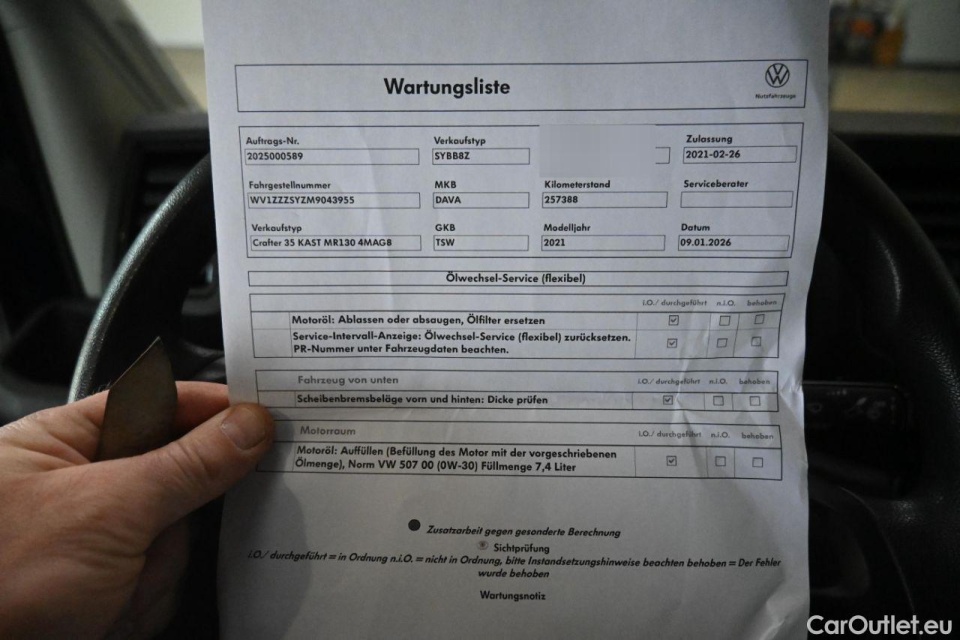 Wartungsliste
Nutzfahrzeuge
Auftrags-Nr.
2025000589
Verkaufstyp
SYBB8Z
Zulassung
2021-02-26
Fahrgestellnummer
WV1ZZZSYZM9043955
MKB
DAVA
Kilometerstand
257388
Serviceberater
Verkaufstyp
Crafter 35 KAST MR130 4MAG8
GKB
TSW
Modelljahr
2021
Datum
09.01.2026
Ölwechsel-Service (flexibel)
i.O./ durchgeführt n.i.O. behoben
Motoröl: Ablassen oder absaugen, Ölfilter ersetzen
Service-Intervall-Anzeige: Ölwechsel-Service (flexibel) zurücksetzen.
PR-Nummer unter Fahrzeugdaten beachten.
Fahrzeug von unten i.O./ durchgeführt n.i.O. behoben
Scheibenbremsbeläge vorn und hinten: Dicke prüfen
Motorraum i.O./ durchgeführt n.i.O. behoben
Motoröl: Auffüllen (Befüllung des Motor mit der vorgeschriebenen
Ölmenge), Norm VW 507 00 (0W-30) Füllmenge 7,4 Liter
Zusatzarbeit gegen gesonderte Berechnung
Sichtprüfung
i.O./ durchgeführt = in Ordnung n.i.O. = nicht in Ordnung, bitte Instandsetzungshinweise beachten behoben = Der Fehler
wurde behoben
Wartungsnotiz
CarOutlet.eu